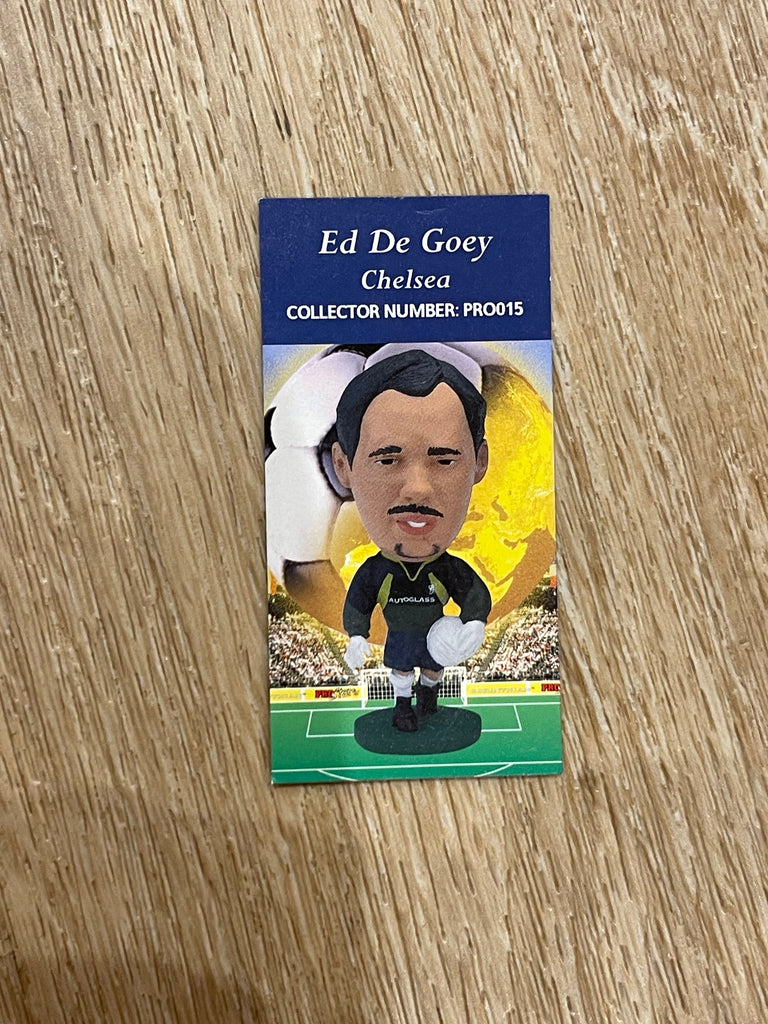 Ed De Goey
Chelsea
COLLECTOR NUMBER: PRO015
AUTOGLASS